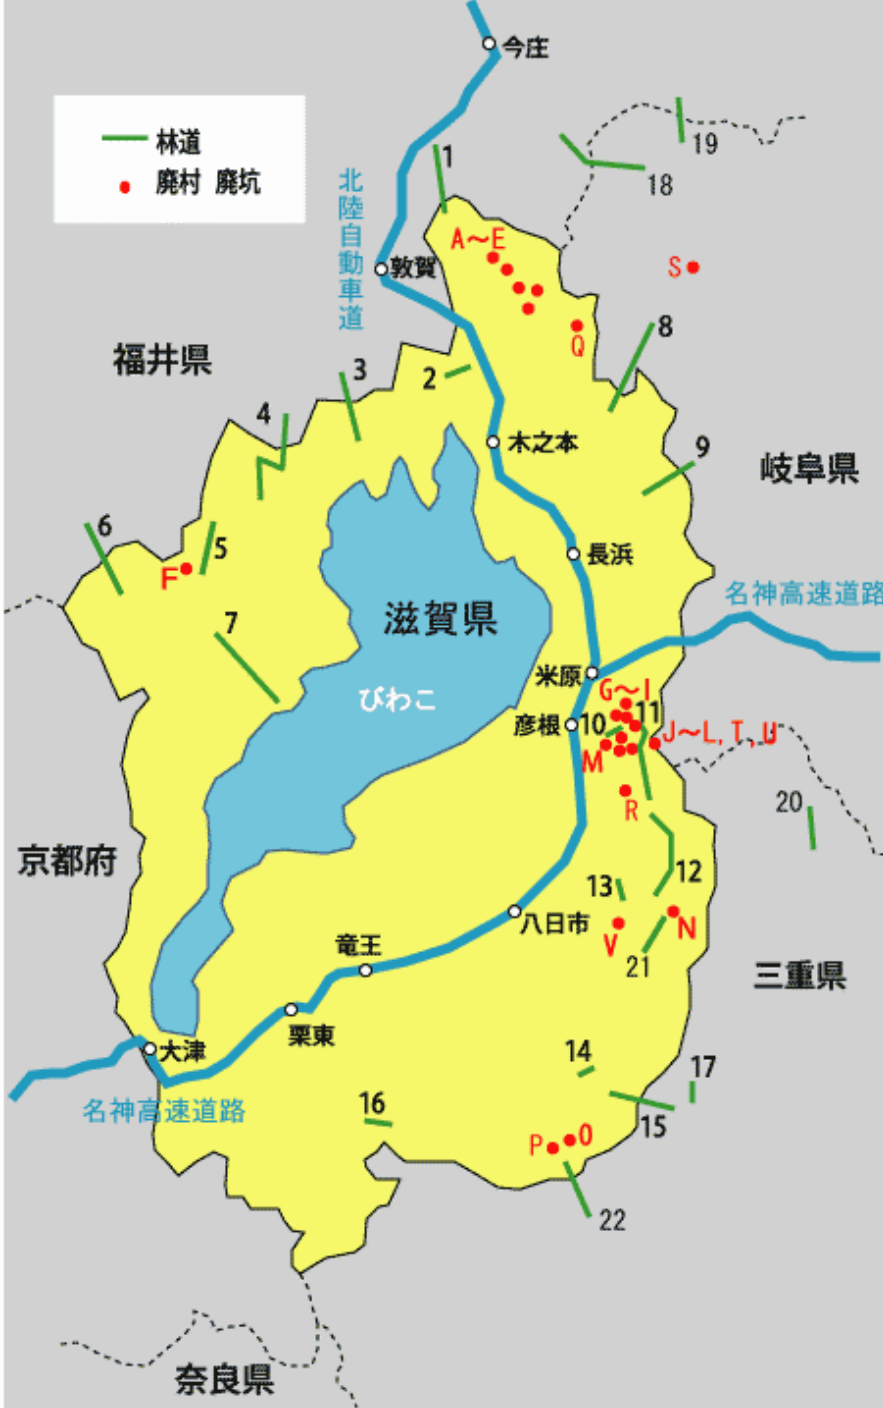 今庄
林道
廃村 廃坑
1
19
18
北陸自動車道
A～E
敦賀
S
8
Q
福井県
2
3
4
木之本
9
岐阜県
6
5
F
長浜
7
滋賀県
名神高速道路
びわこ
米原
G～I
彦根
10
11
J～L,T,U
M
R
20
京都府
12
13
八日市
N
V
21
竜王
三重県
栗東
大津
14
17
名神高速道路
16
15
P
O
22
奈良県